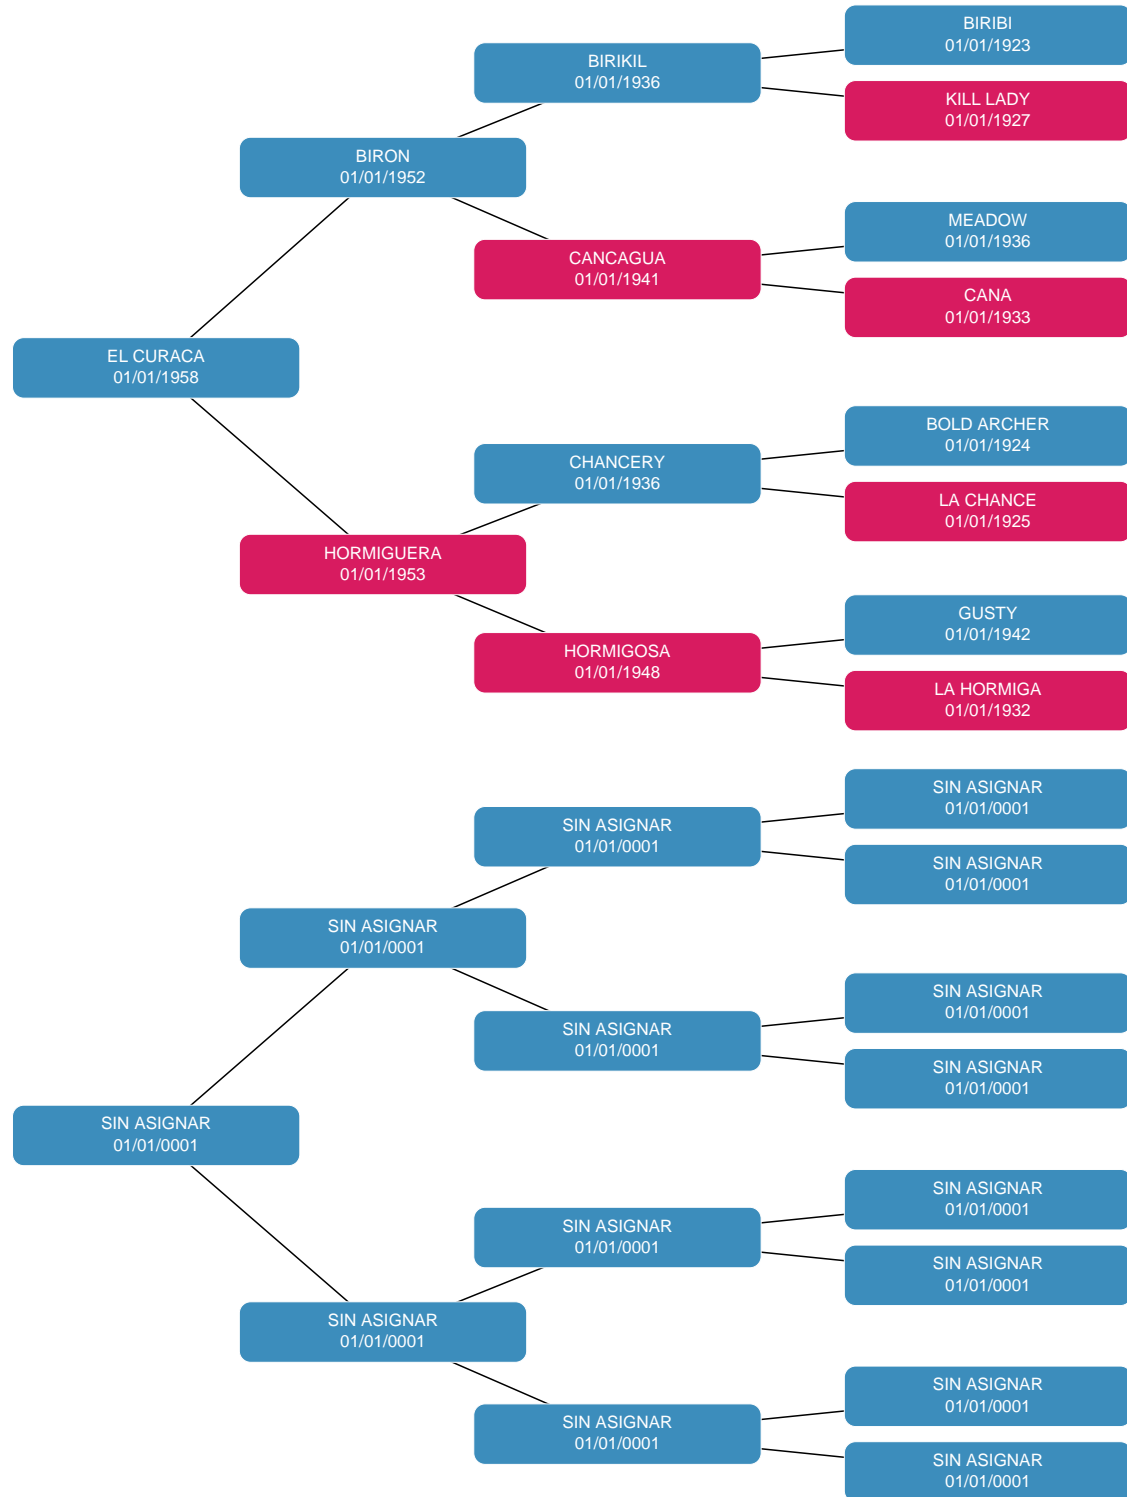 BIRIBI
01/01/1923
BIRIKIL
01/01/1936
KILL LADY
01/01/1927
BIRON
01/01/1952
MEADOW
01/01/1936
CANCAGUA
01/01/1941
CANA
01/01/1933
EL CURACA
01/01/1958
BOLD ARCHER
01/01/1924
CHANCERY
01/01/1936
LA CHANCE
01/01/1925
HORMIGUERA
01/01/1953
GUSTY
01/01/1942
HORMIGOSA
01/01/1948
LA HORMIGA
01/01/1932
SIN ASIGNAR
01/01/0001
SIN ASIGNAR
01/01/0001
SIN ASIGNAR
01/01/0001
SIN ASIGNAR
01/01/0001
SIN ASIGNAR
01/01/0001
SIN ASIGNAR
01/01/0001
SIN ASIGNAR
01/01/0001
SIN ASIGNAR
01/01/0001
SIN ASIGNAR
01/01/0001
SIN ASIGNAR
01/01/0001
SIN ASIGNAR
01/01/0001
SIN ASIGNAR
01/01/0001
SIN ASIGNAR
01/01/0001
SIN ASIGNAR
01/01/0001
SIN ASIGNAR
01/01/0001